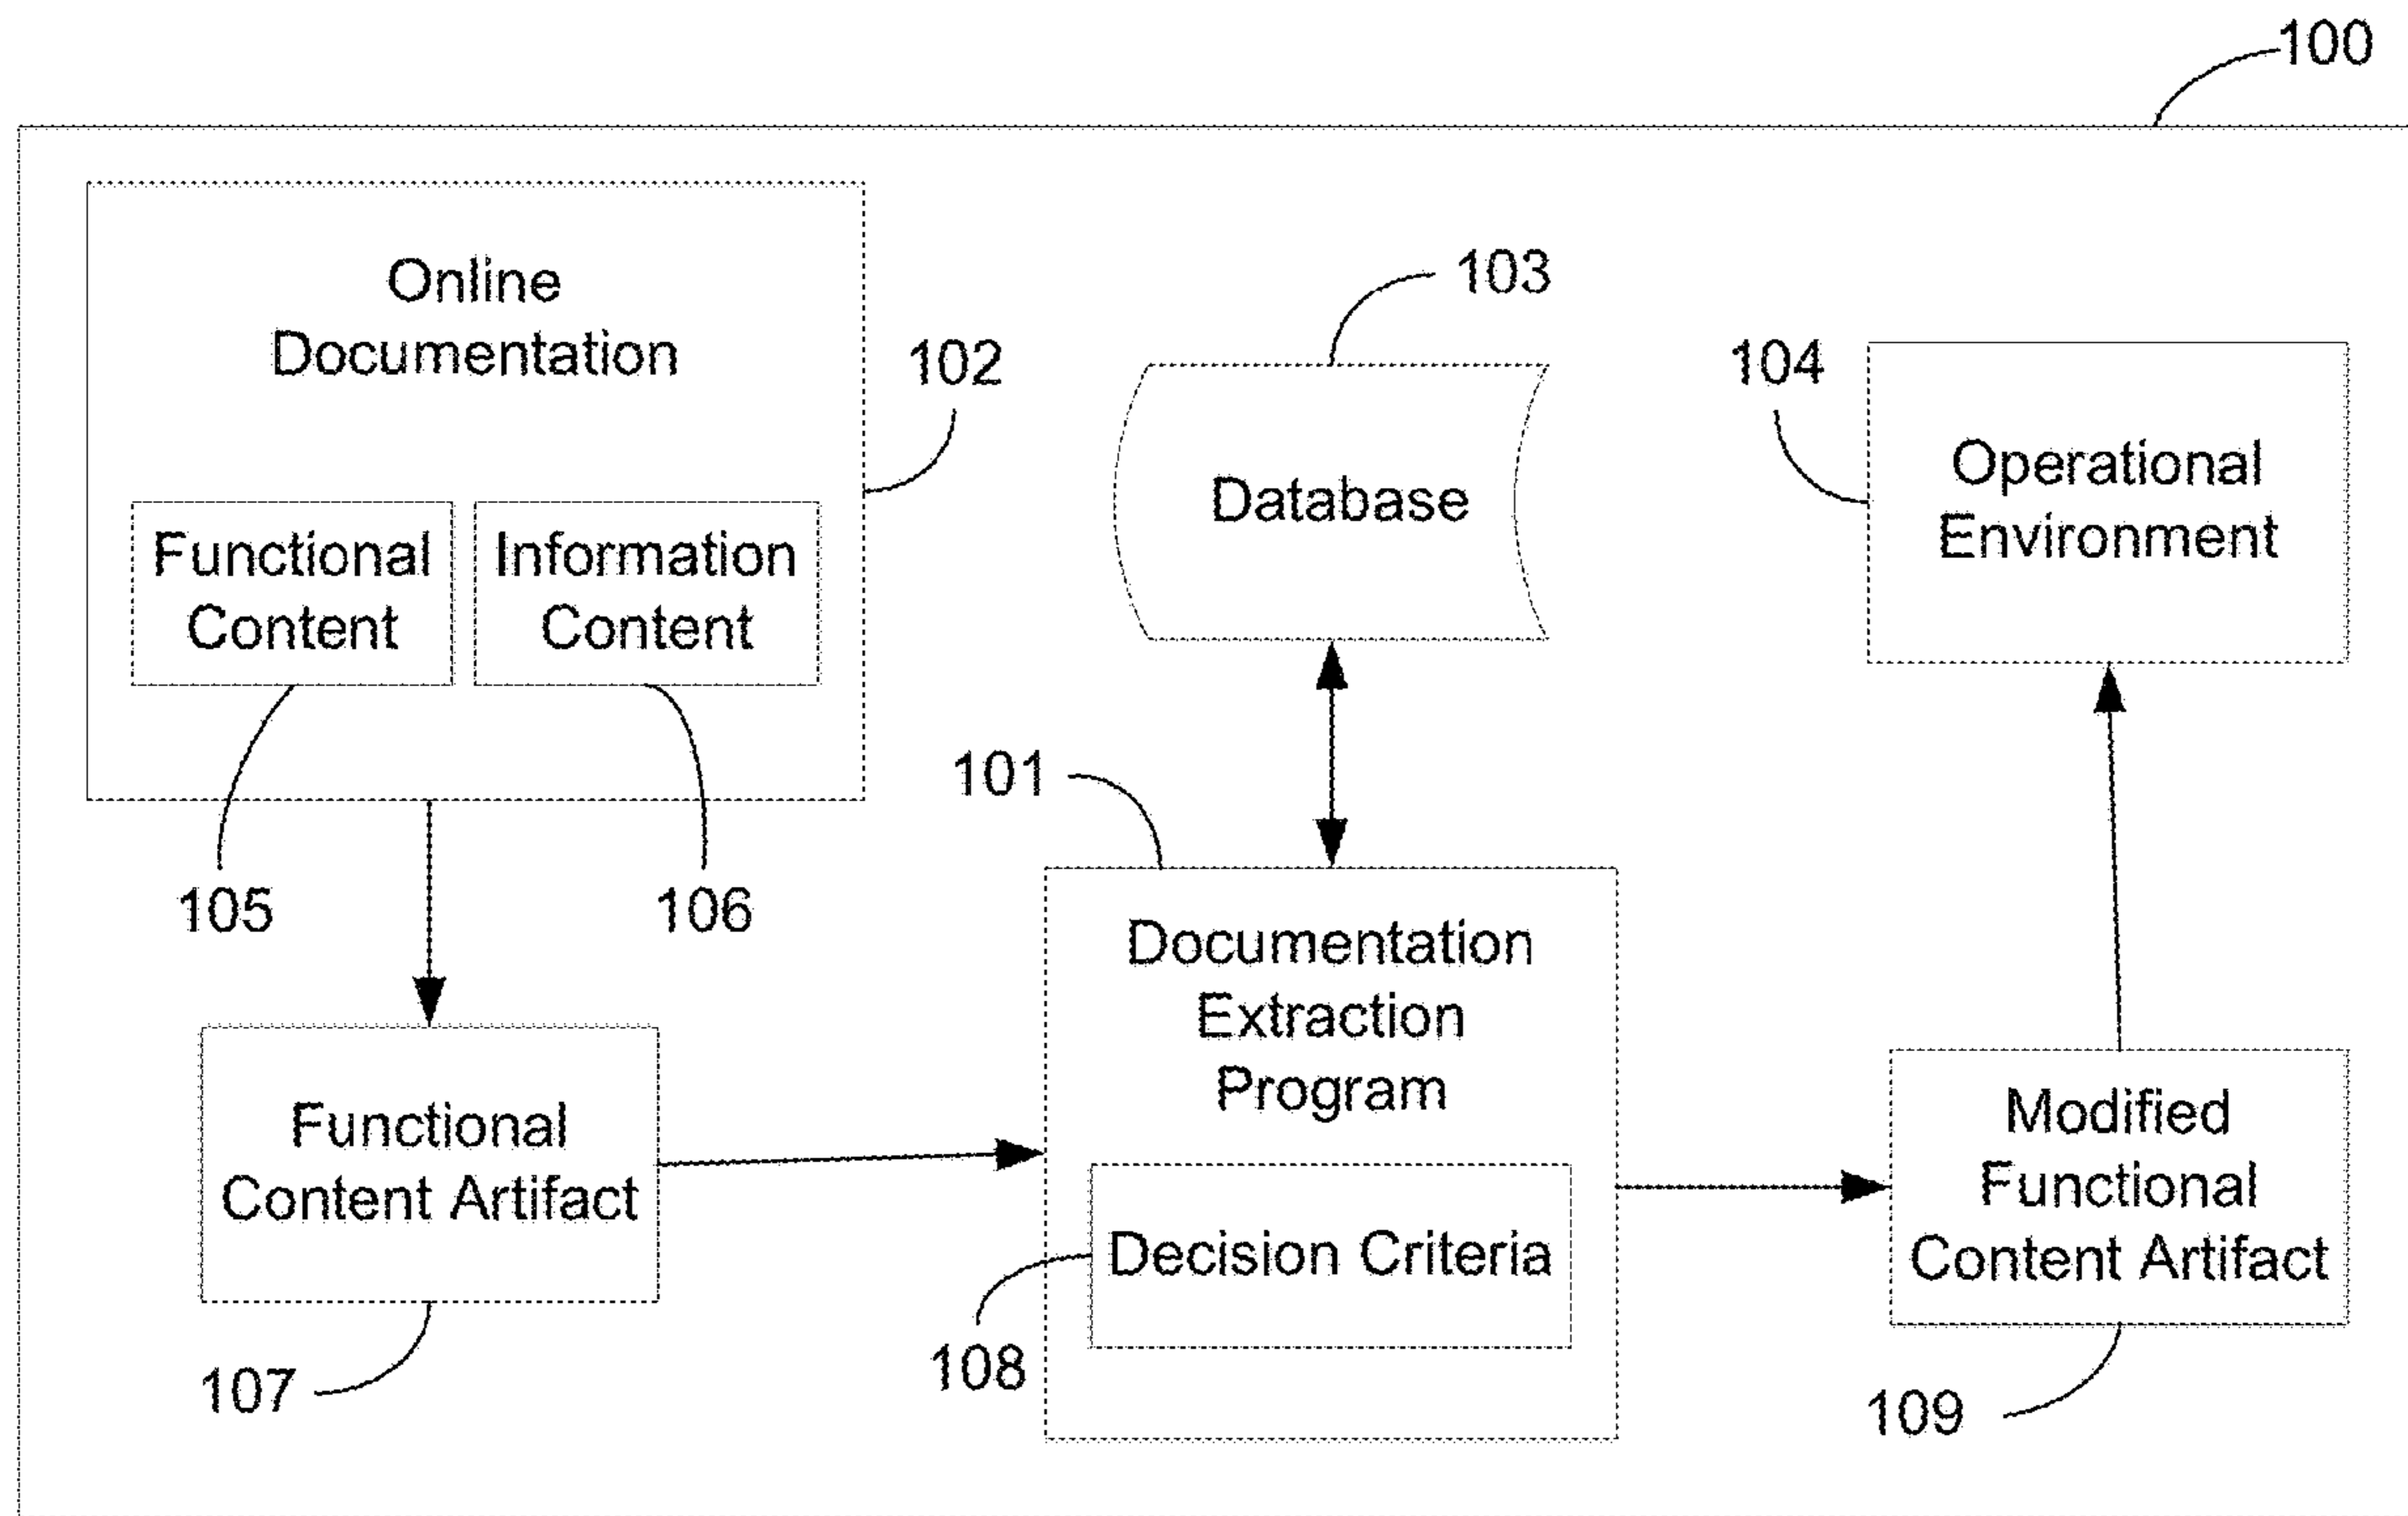 100
Online
Documentation
102
Functional
Content
Information
Content
105
106
103
Database
104
Operational
Environment
101
Documentation
Extraction
Program
Decision Criteria
108
Functional
Content Artifact
107
Modified
Functional
Content Artifact
109